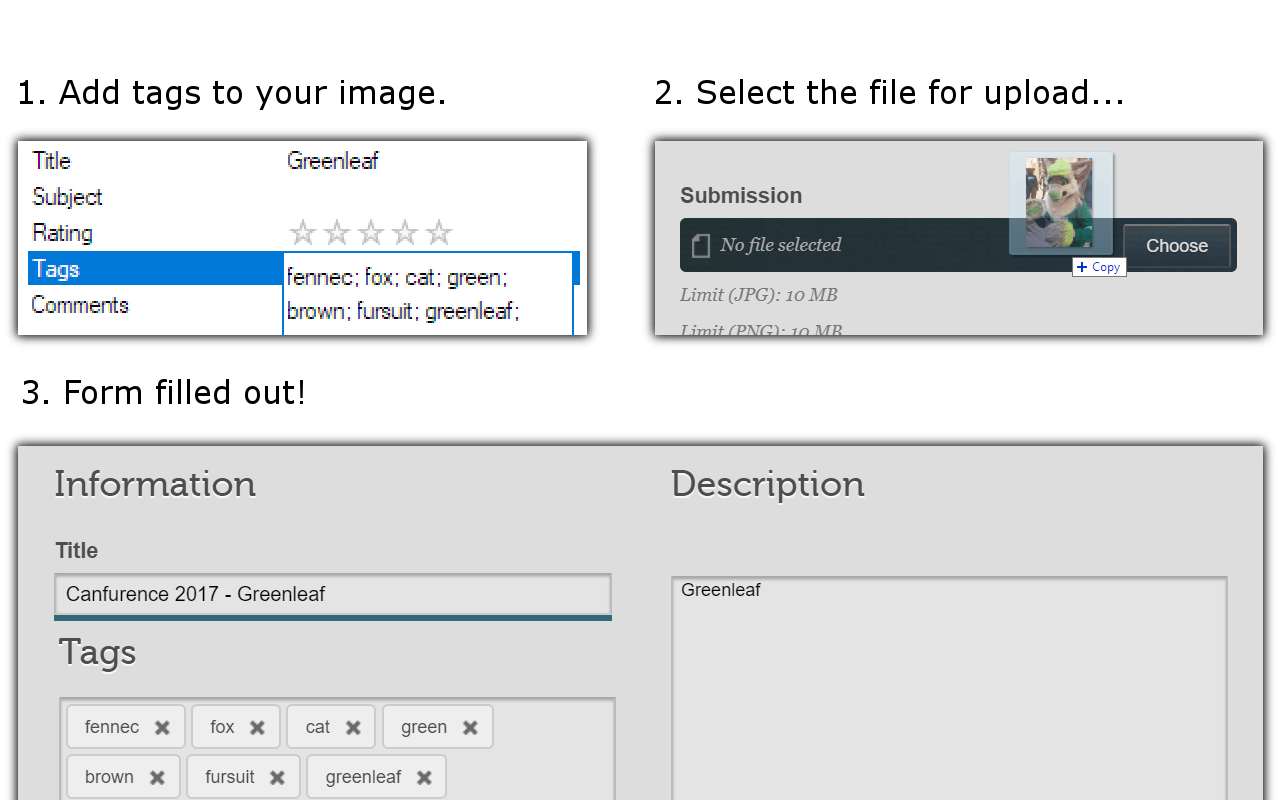 1. Add tags to your image.
2. Select the file for upload...
Title Greenleaf
Subject
Rating
Tags fennec; fox; cat; green;
brown; fursuit; greenleaf;
Comments
Submission
No file selected
Choose
Copy
Limit (JPG): 10 MB
Limit (PNG): 10 MB
3. Form filled out!
Information
Title
Canfurence 2017 - Greenleaf
Tags
fennec fox cat green
brown fursuit greenleaf
Description
Greenleaf